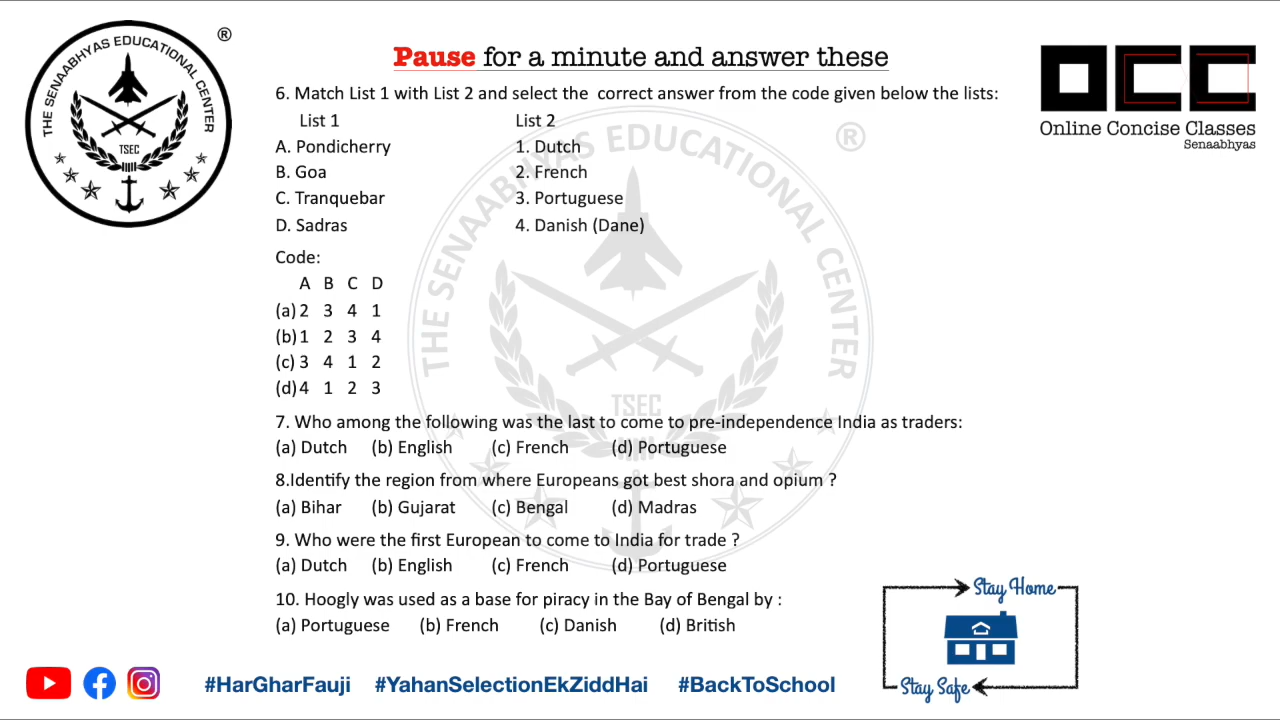 THE SENAABHYAS EDUCATIONAL CENTER
®
TSEC
Pause for a minute and answer these
OCC
Online Concise Classes
Senaabhyas
6. Match List 1 with List 2 and select the  correct answer from the code given below the lists:
List 1 List 2
A. Pondicherry 1. Dutch
B. Goa 2. French
C. Tranquebar 3. Portuguese
D. Sadras 4. Danish (Dane)
Code:
A B C D
(a) 2 3 4 1
(b) 1 2 3 4
(c) 3 4 1 2
(d) 4 1 2 3
7. Who among the following was the last to come to pre-independence India as traders:
(a) Dutch (b) English (c) French (d) Portuguese
8.Identify the region from where Europeans got best shora and opium ?
(a) Bihar (b) Gujarat (c) Bengal (d) Madras
9. Who were the first European to come to India for trade ?
(a) Dutch (b) English (c) French (d) Portuguese
10. Hoogly was used as a base for piracy in the Bay of Bengal by :
(a) Portuguese (b) French (c) Danish (d) British
THE SENAABHYAS EDUCATIONAL CENTER
®
TSEC
Stay Home
Stay Safe
#HarGharFauji #YahanSelectionEkZiddHai #BackToSchool